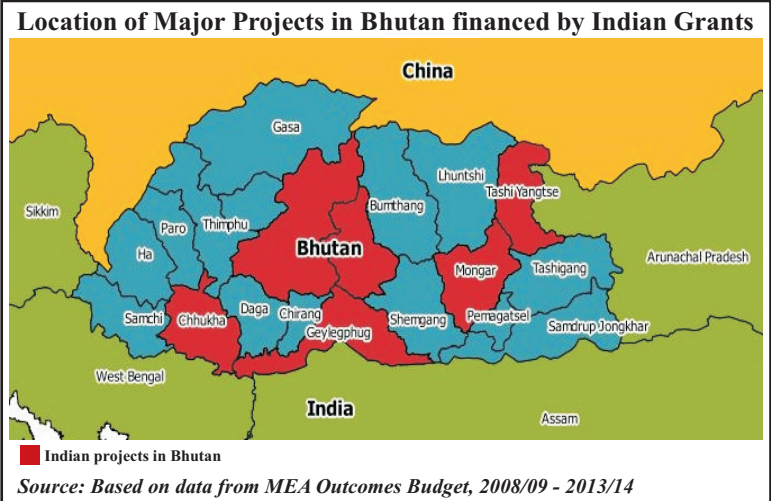 Location of Major Projects in Bhutan financed by Indian Grants
China
Gasa
Lhuntshi
Tashi Yangtse
Bumthang
Sikkim
Paro
Thimphu
Bhutan
Ha
Arunachal Pradesh
Mongar
Tashigang
Samchi
Chhukha
Daga
Chirang
Geylegphug
Shemgang
Pemagatsel
Samdrup Jongkhar
West Bengal
India
Assam
Indian projects in Bhutan
Source: Based on data from MEA Outcomes Budget, 2008/09 - 2013/14